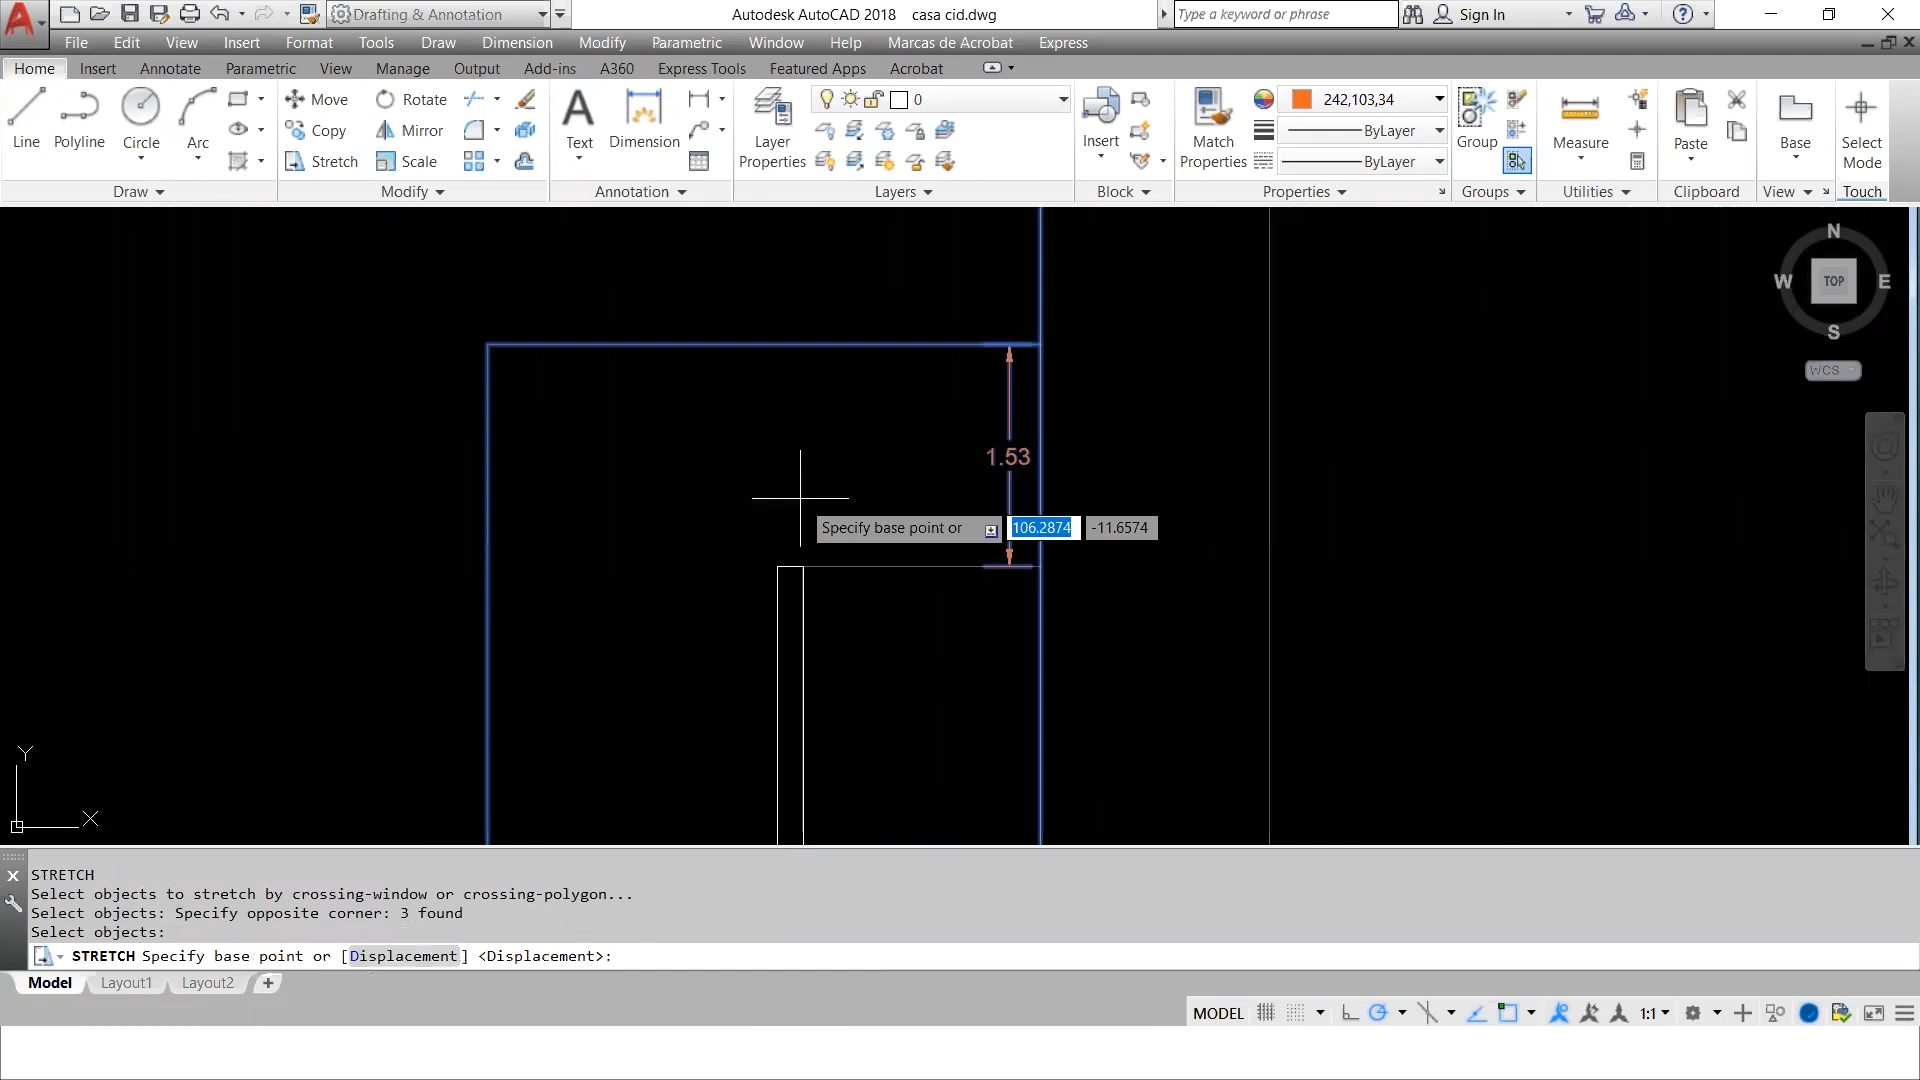 Drafting & Annotation
Autodesk AutoCAD 2018 casa cid.dwg
Type a keyword or phrase
Sign In
File Edit View Insert Format Tools Draw Dimension Modify Parametric Window Help Marcas de Acrobat Express
Home Insert Annotate Parametric View Manage Output Add-ins A360 Express Tools Featured Apps Acrobat
Line Polyline Circle Arc
Move Rotate
Copy Mirror
Stretch Scale
Text Dimension
Layer Properties
0
Insert
Match Properties
242,103,34
ByLayer
ByLayer
Group
Measure
Paste
Base
Select Mode
Draw Modify Annotation Layers Block Properties Groups Utilities Clipboard View Touch
N
W TOP E
S
WCS
1.53
Specify base point or 106.2874 -11.6574
Y
X
STRETCH
Select objects to stretch by crossing-window or crossing-polygon...
Select objects: Specify opposite corner: 3 found
Select objects:
STRETCH Specify base point or [Displacement] <Displacement>:
Model Layout1 Layout2 +
MODEL 1:1